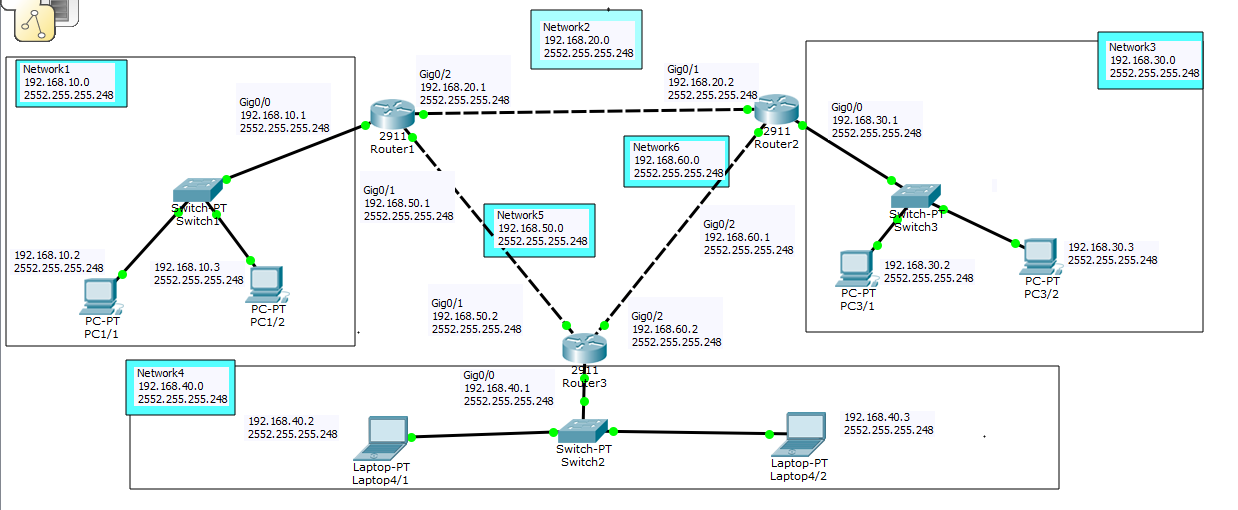 Network2
192.168.20.0
2552.255.255.248
Network1
192.168.10.0
2552.255.255.248
Network3
192.168.30.0
2552.255.255.248
Gig0/2
192.168.20.1
2552.255.255.248
Gig0/1
192.168.20.2
2552.255.255.248
Gig0/0
192.168.10.1
2552.255.255.248
Gig0/0
192.168.30.1
2552.255.255.248
2911
Router1
2911
Router2
Network6
192.168.60.0
2552.255.255.248
Gig0/1
192.168.50.1
2552.255.255.248
Switch-PT
Switch1
Network5
192.168.50.0
2552.255.255.248
Gig0/2
192.168.60.1
2552.255.255.248
Switch-PT
Switch3
192.168.10.2
2552.255.255.248
192.168.10.3
2552.255.255.248
192.168.30.2
2552.255.255.248
192.168.30.3
2552.255.255.248
PC-PT
PC1/1
PC-PT
PC1/2
PC-PT
PC3/1
PC-PT
PC3/2
Gig0/1
192.168.50.2
2552.255.255.248
Gig0/2
192.168.60.2
2552.255.255.248
2911
Router3
Network4
192.168.40.0
2552.255.255.248
Gig0/0
192.168.40.1
2552.255.255.248
192.168.40.2
2552.255.255.248
192.168.40.3
2552.255.255.248
Switch-PT
Switch2
Laptop-PT
Laptop4/1
Laptop-PT
Laptop4/2